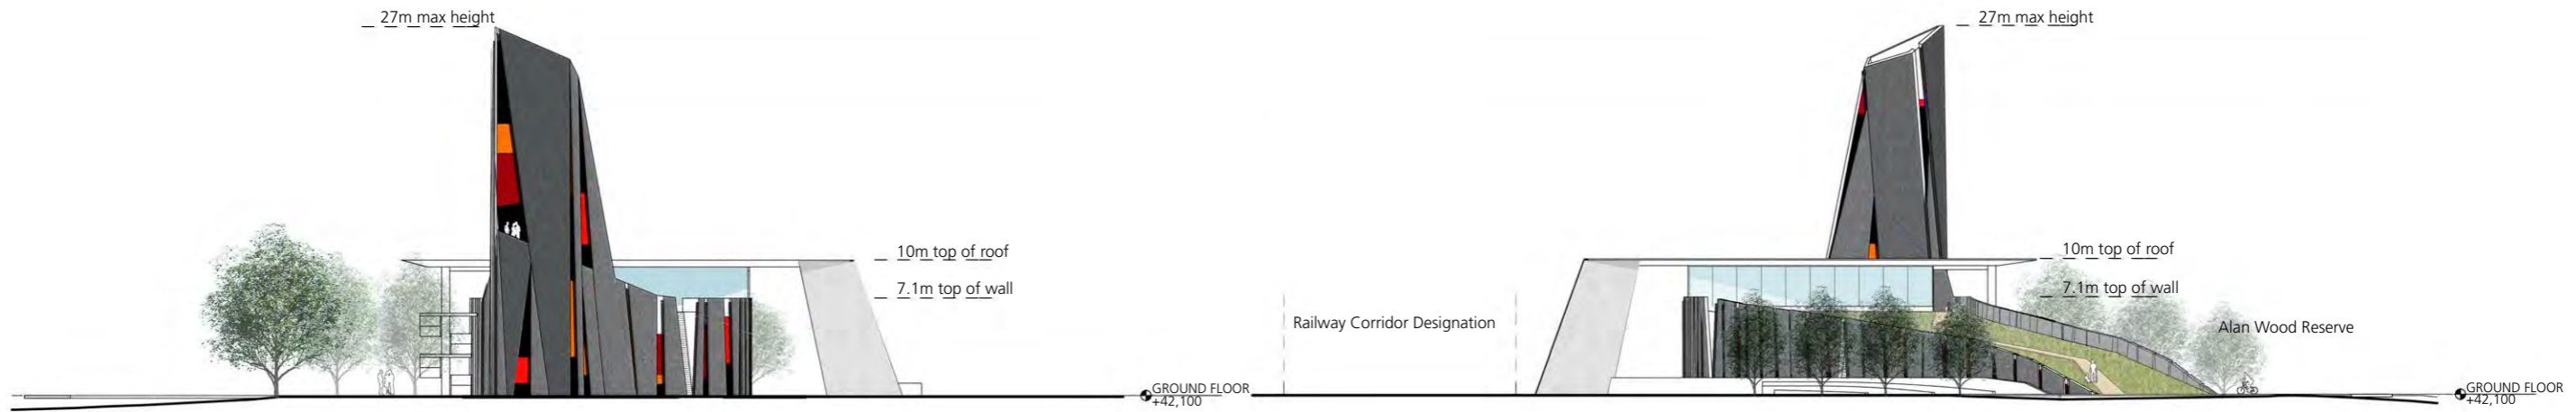 27m max height
10m top of roof
7.1m top of wall
GROUND FLOOR
+42,100
27m max height
10m top of roof
7.1m top of wall
Railway Corridor Designation
Alan Wood Reserve
GROUND FLOOR
+42,100